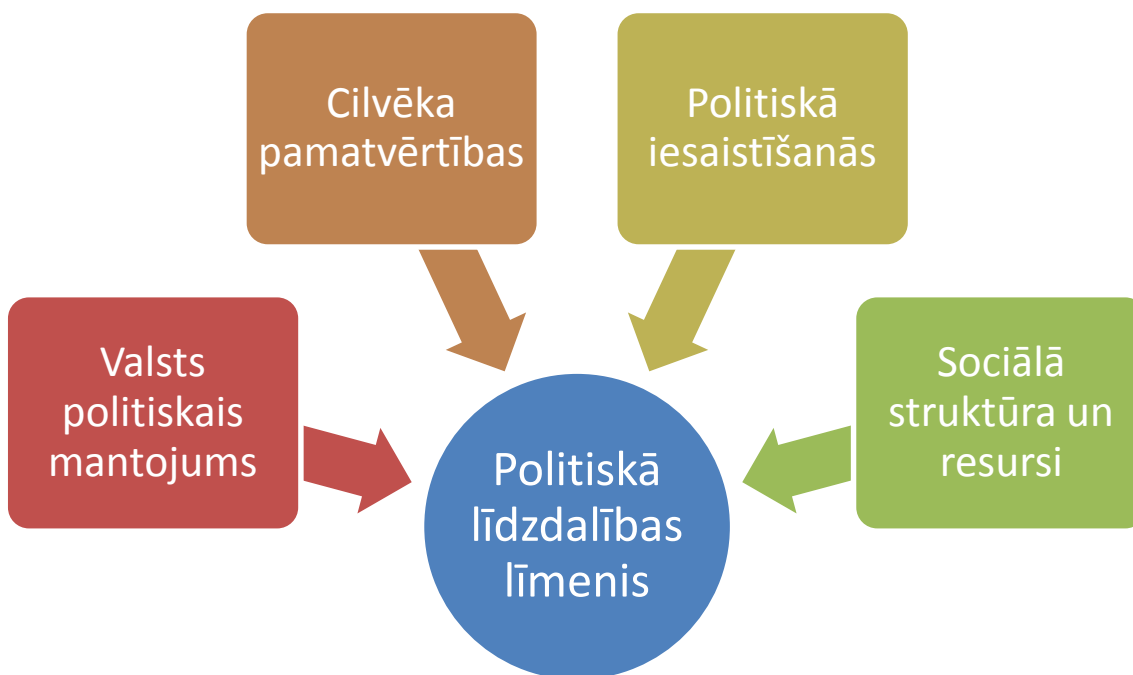 Cilvēka
pamatvērtības
Politiskā
iesaistīšanās
Valsts
politiskais
mantojums
Sociālā
struktūra un
resursi
Politiskā
līdzdalības
līmenis